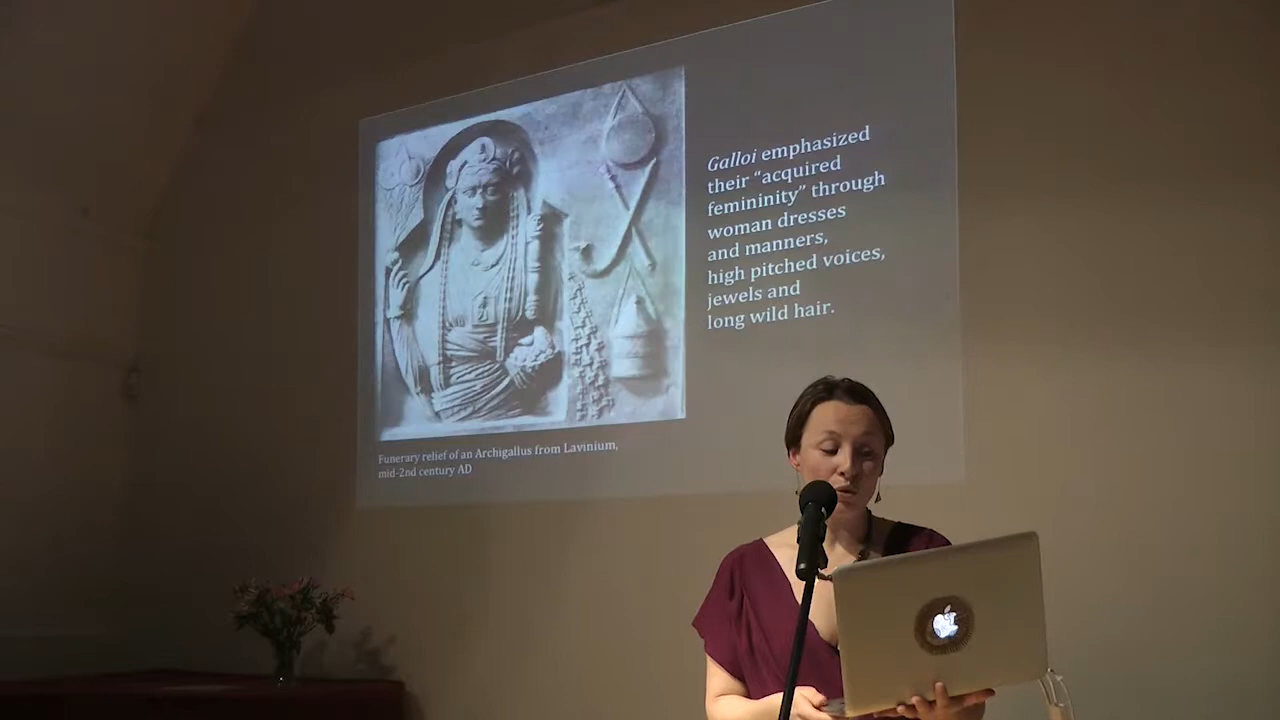 Galloi emphasized
their “acquired
femininity” through
woman dresses
and manners,
high pitched voices,
jewels and
long wild hair.
Funerary relief of an Archigallus from Lavinium,
mid-2nd century AD